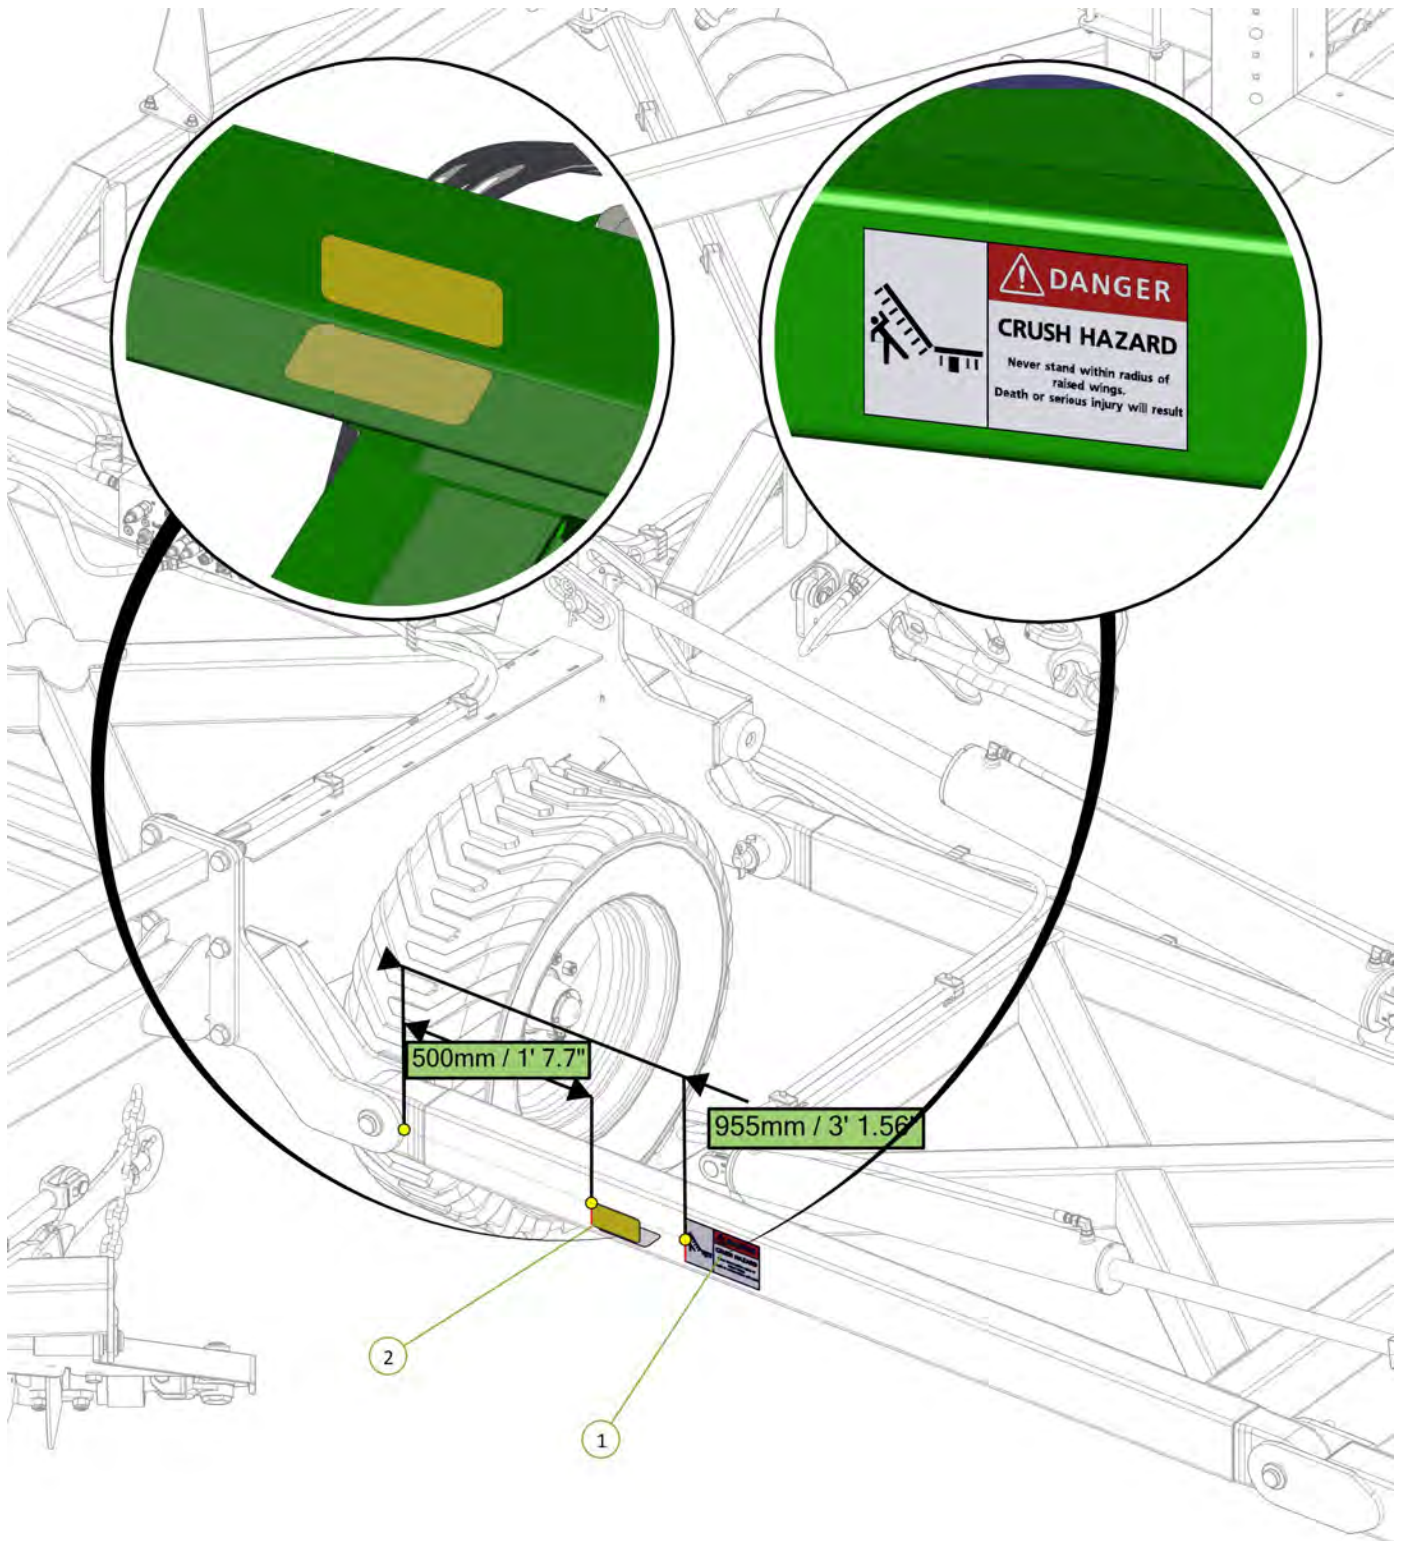 DANGER
CRUSH HAZARD
Never stand within radius of
raised wings.
Death or serious injury will result
500mm / 1' 7.7"
955mm / 3' 1.56"
2
1